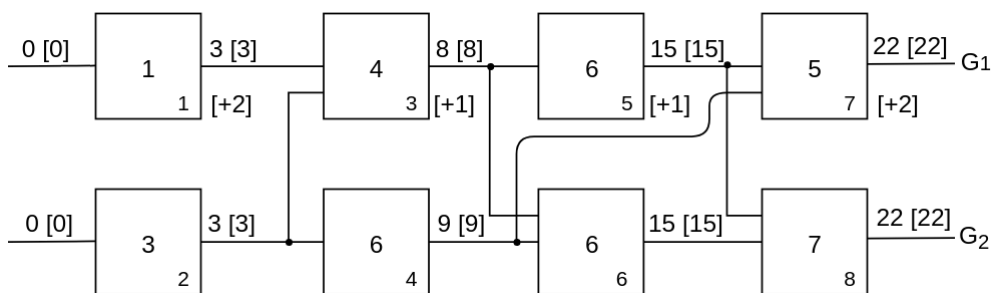 0 [0] 3 [3] 8 [8] 15 [15] 22 [22] G1
1 4 6 5
1 [+2] 3 [+1] 5 [+1] 7 [+2]
0 [0] 3 [3] 9 [9] 15 [15] 22 [22] G2
3 6 6 7
2 4 6 8